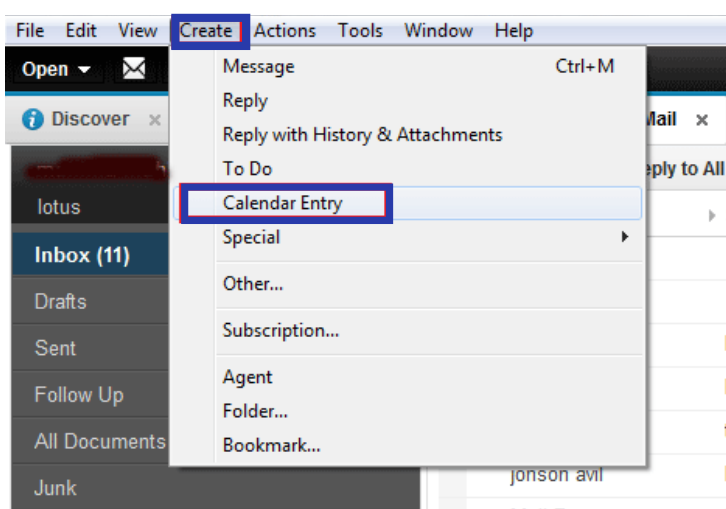 File Edit View Create Actions Tools Window Help
Open
Discover
Mail
Reply to All
lotus
Inbox (11)
Drafts
Sent
Follow Up
All Documents
Junk
Message Ctrl+M
Reply
Reply with History & Attachments
To Do
Calendar Entry
Special
Other...
Subscription...
Agent
Folder...
Bookmark...
jonson avil